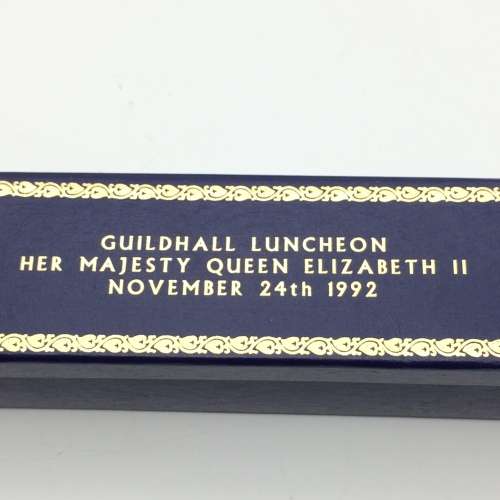 GUILDHALL LUNCHEON
HER MAJESTY QUEEN ELIZABETH II
NOVEMBER 24th 1992